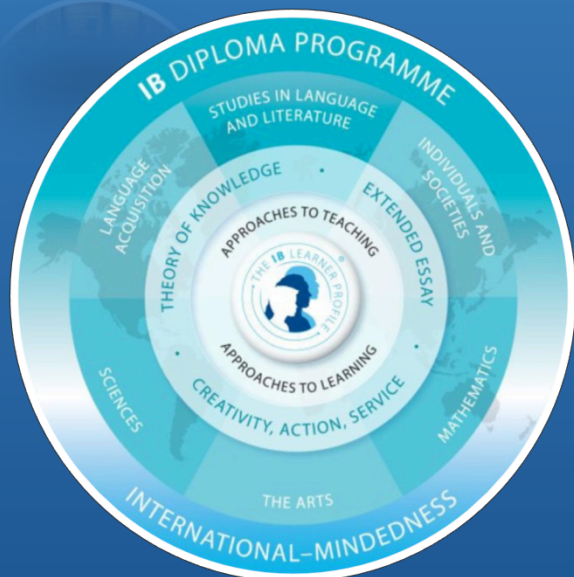 IB DIPLOMA PROGRAMME
STUDIES IN LANGUAGE
AND LITERATURE
LANGUAGE
ACQUISITION
INDIVIDUALS AND
SOCIETIES
THEORY OF KNOWLEDGE
EXTENDED ESSAY
APPROACHES TO TEACHING
THE IB LEARNER PROFILE
®
APPROACHES TO LEARNING
CREATIVITY, ACTION, SERVICE
SCIENCES
MATHEMATICS
THE ARTS
INTERNATIONAL–MINDEDNESS